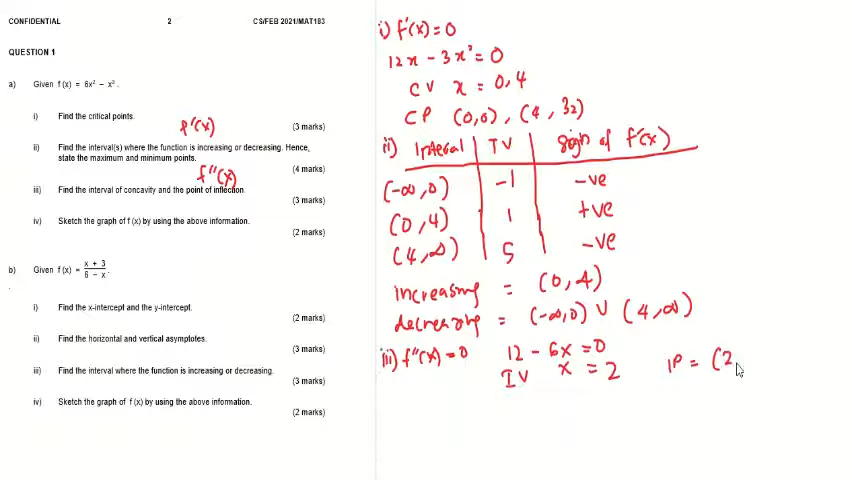 CONFIDENTIAL 2 CS/FEB 2021/MAT183
QUESTION 1
a) Given f (x) = 6x² − x³ .
i) Find the critical points.
f'(x)
(3 marks)
ii) Find the interval(s) where the function is increasing or decreasing. Hence,
state the maximum and minimum points.
(4 marks)
f''(x)
iii) Find the interval of concavity and the point of inflection.
(3 marks)
iv) Sketch the graph of f (x) by using the above information.
(2 marks)
b) Given f (x) = x + 3 / 6 − x .
i) Find the x-intercept and the y-intercept.
(2 marks)
ii) Find the horizontal and vertical asymptotes.
(3 marks)
iii) Find the interval where the function is increasing or decreasing.
(3 marks)
iv) Sketch the graph of f (x) by using the above information.
(2 marks)
i) f'(x) = 0
12x − 3x² = 0
CV x = 0, 4
CP (0,0) , (4, 32)
ii) Interval TV Sign of f'(x)
(−∞, 0) −1 −ve
(0, 4) 1 +ve
(4, ∞) 5 −ve
increasing = (0, 4)
decreasing = (−∞, 0) ∪ (4, ∞)
iii) f''(x) = 0 12 − 6x = 0
IV x = 2 IP = (2,